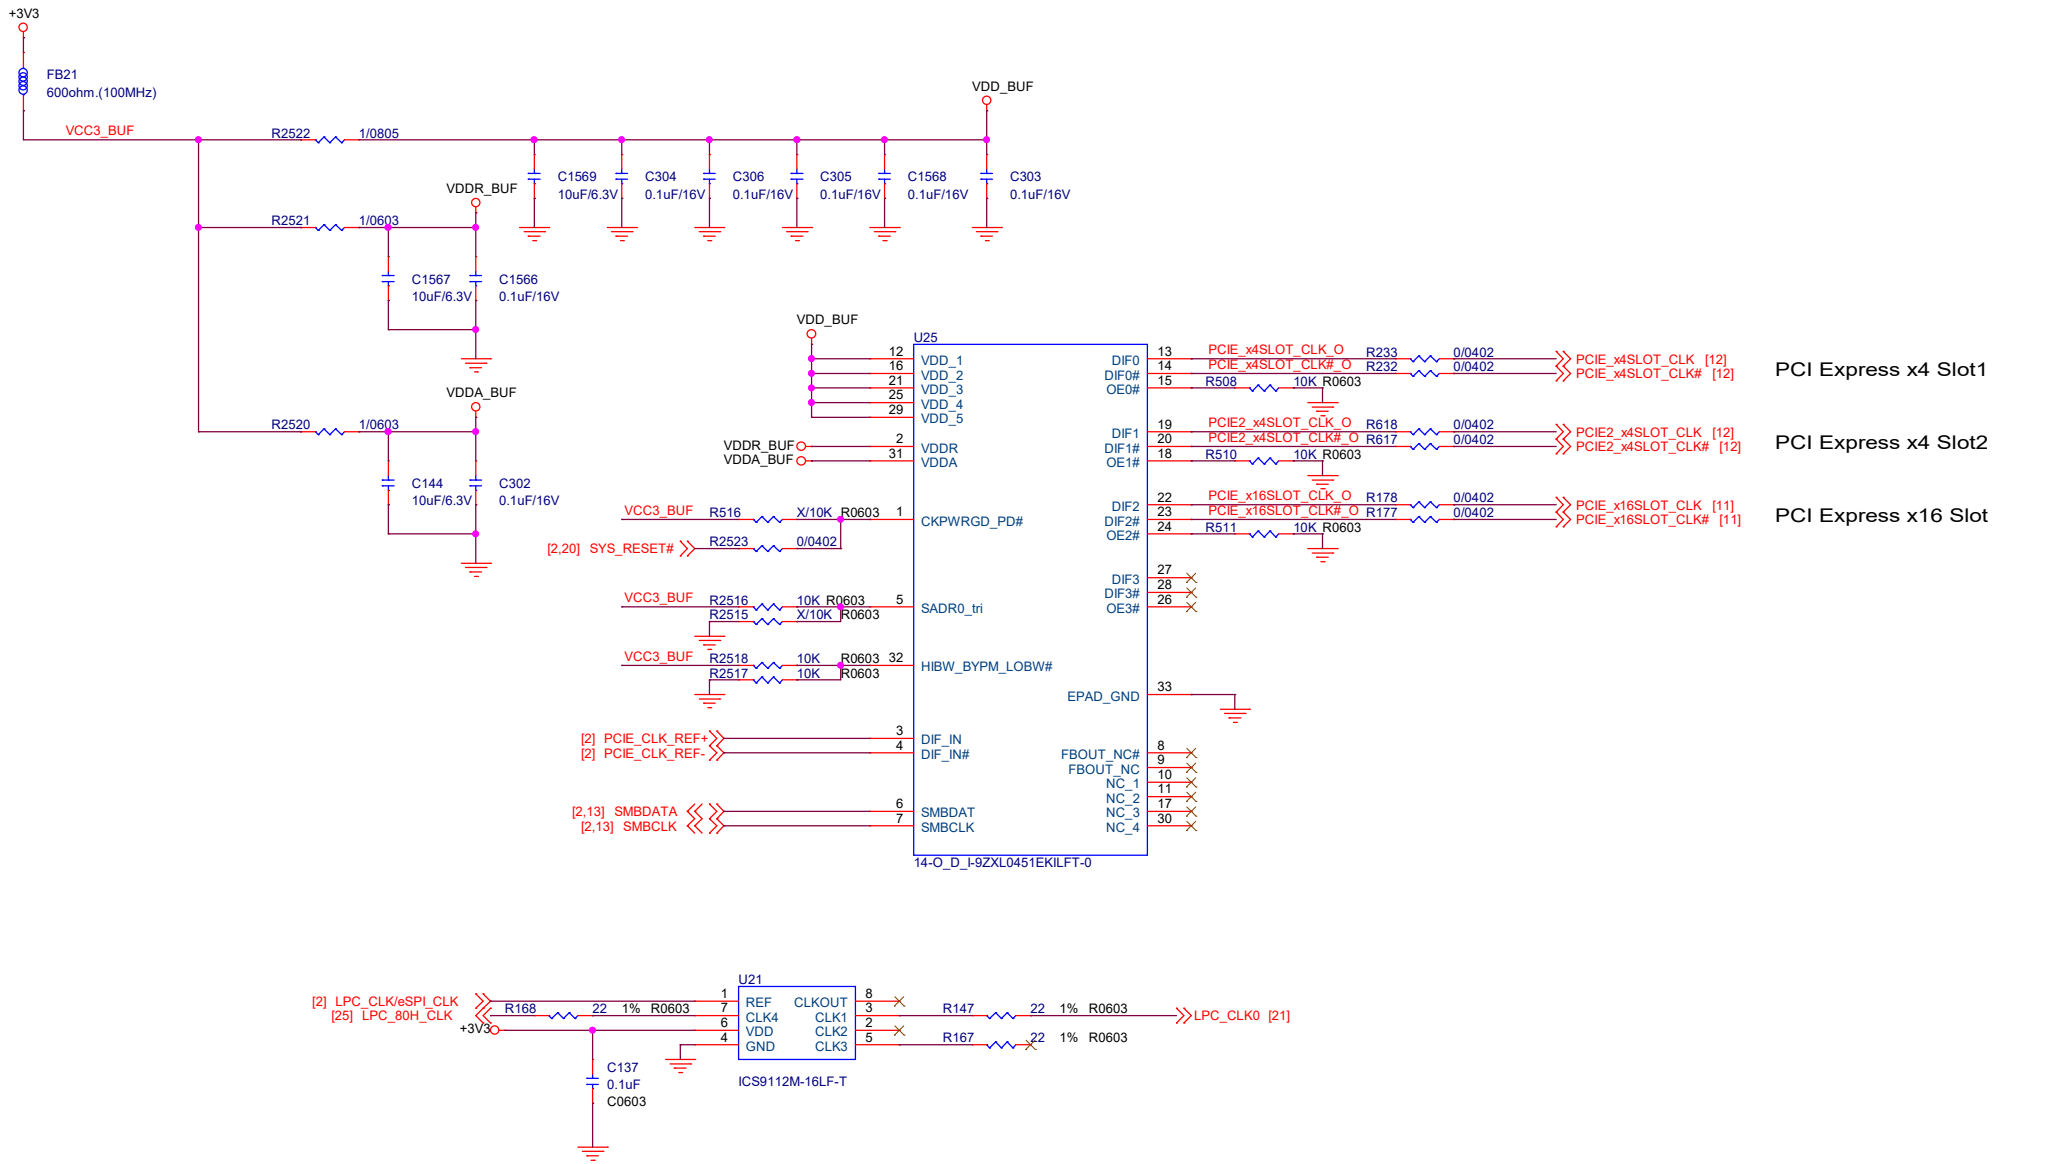 +3V3
FB21
600ohm.(100MHz)
VCC3_BUF
R2522 1/0805
VDD_BUF
C1569
10uF/6.3V
C304
0.1uF/16V
C306
0.1uF/16V
C305
0.1uF/16V
C1568
0.1uF/16V
C303
0.1uF/16V
VDDR_BUF
R2521 1/0603
C1567
10uF/6.3V
C1566
0.1uF/16V
VDDA_BUF
R2520 1/0603
C144
10uF/6.3V
C302
0.1uF/16V
VDD_BUF
U25
12 VDD_1
16 VDD_2
21 VDD_3
25 VDD_4
29 VDD_5
VDDR_BUF 2 VDDR
VDDA_BUF 31 VDDA
VCC3_BUF R516 X/10K R0603 1 CKPWRGD_PD#
[2,20] SYS_RESET# R2523 0/0402
VCC3_BUF R2516 10K R0603 5 SADR0_tri
R2515 X/10K R0603
VCC3_BUF R2518 10K R0603 32 HIBW_BYPM_LOBW#
R2517 10K R0603
[2] PCIE_CLK_REF+ 3 DIF_IN
[2] PCIE_CLK_REF- 4 DIF_IN#
[2,13] SMBDATA 6 SMBDAT
[2,13] SMBCLK 7 SMBCLK
DIF0 13 PCIE_x4SLOT_CLK_O R233 0/0402 PCIE_x4SLOT_CLK [12]
DIF0# 14 PCIE_x4SLOT_CLK#_O R232 0/0402 PCIE_x4SLOT_CLK# [12]
OE0# 15 R508 10K R0603
PCI Express x4 Slot1
DIF1 19 PCIE2_x4SLOT_CLK_O R618 0/0402 PCIE2_x4SLOT_CLK [12]
DIF1# 20 PCIE2_x4SLOT_CLK#_O R617 0/0402 PCIE2_x4SLOT_CLK# [12]
OE1# 18 R510 10K R0603
PCI Express x4 Slot2
DIF2 22 PCIE_x16SLOT_CLK_O R178 0/0402 PCIE_x16SLOT_CLK [11]
DIF2# 23 PCIE_x16SLOT_CLK#_O R177 0/0402 PCIE_x16SLOT_CLK# [11]
OE2# 24 R511 10K R0603
PCI Express x16 Slot
DIF3 27
DIF3# 28
OE3# 26
EPAD_GND 33
FBOUT_NC# 8
FBOUT_NC 9
NC_1 10
NC_2 11
NC_3 17
NC_4 30
14-O_D_I-9ZXL0451EKILFT-0
U21
[2] LPC_CLK/eSPI_CLK 1 REF
[25] LPC_80H_CLK R168 22 1% R0603 7 CLK4
+3V3 6 VDD
4 GND
CLKOUT 8
CLK1 3 R147 22 1% R0603 LPC_CLK0 [21]
CLK2 2
CLK3 5 R167 22 1% R0603
ICS9112M-16LF-T
C137
0.1uF
C0603